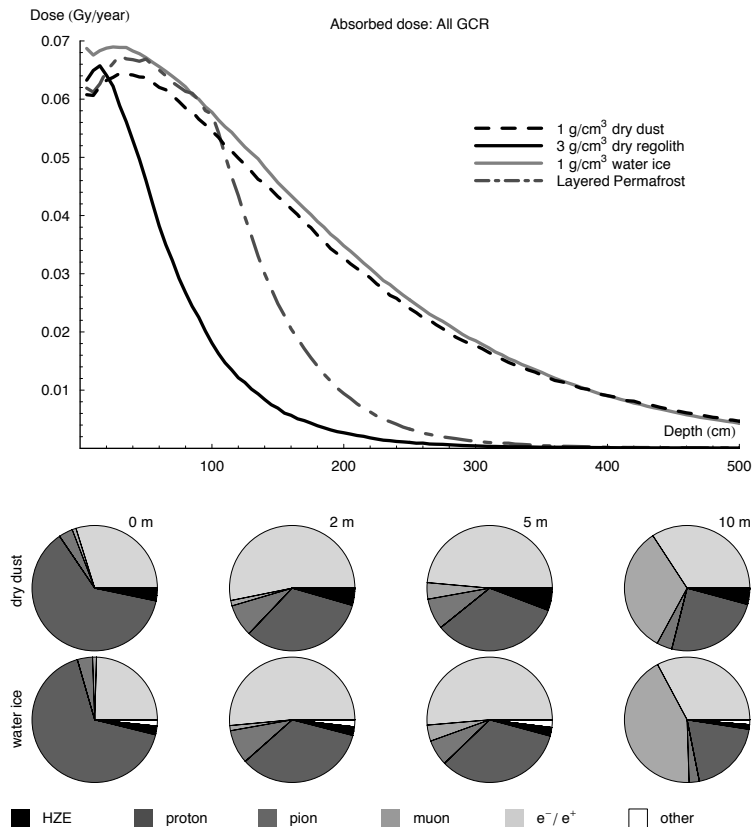 Dose (Gy/year)
Absorbed dose: All GCR
0.07
0.06
0.05
0.04
0.03
0.02
0.01
1 g/cm³ dry dust
3 g/cm³ dry regolith
1 g/cm³ water ice
Layered Permafrost
Depth (cm)
100 200 300 400 500
0 m 2 m 5 m 10 m
dry dust
water ice
HZE proton pion muon e⁻/ e⁺ other